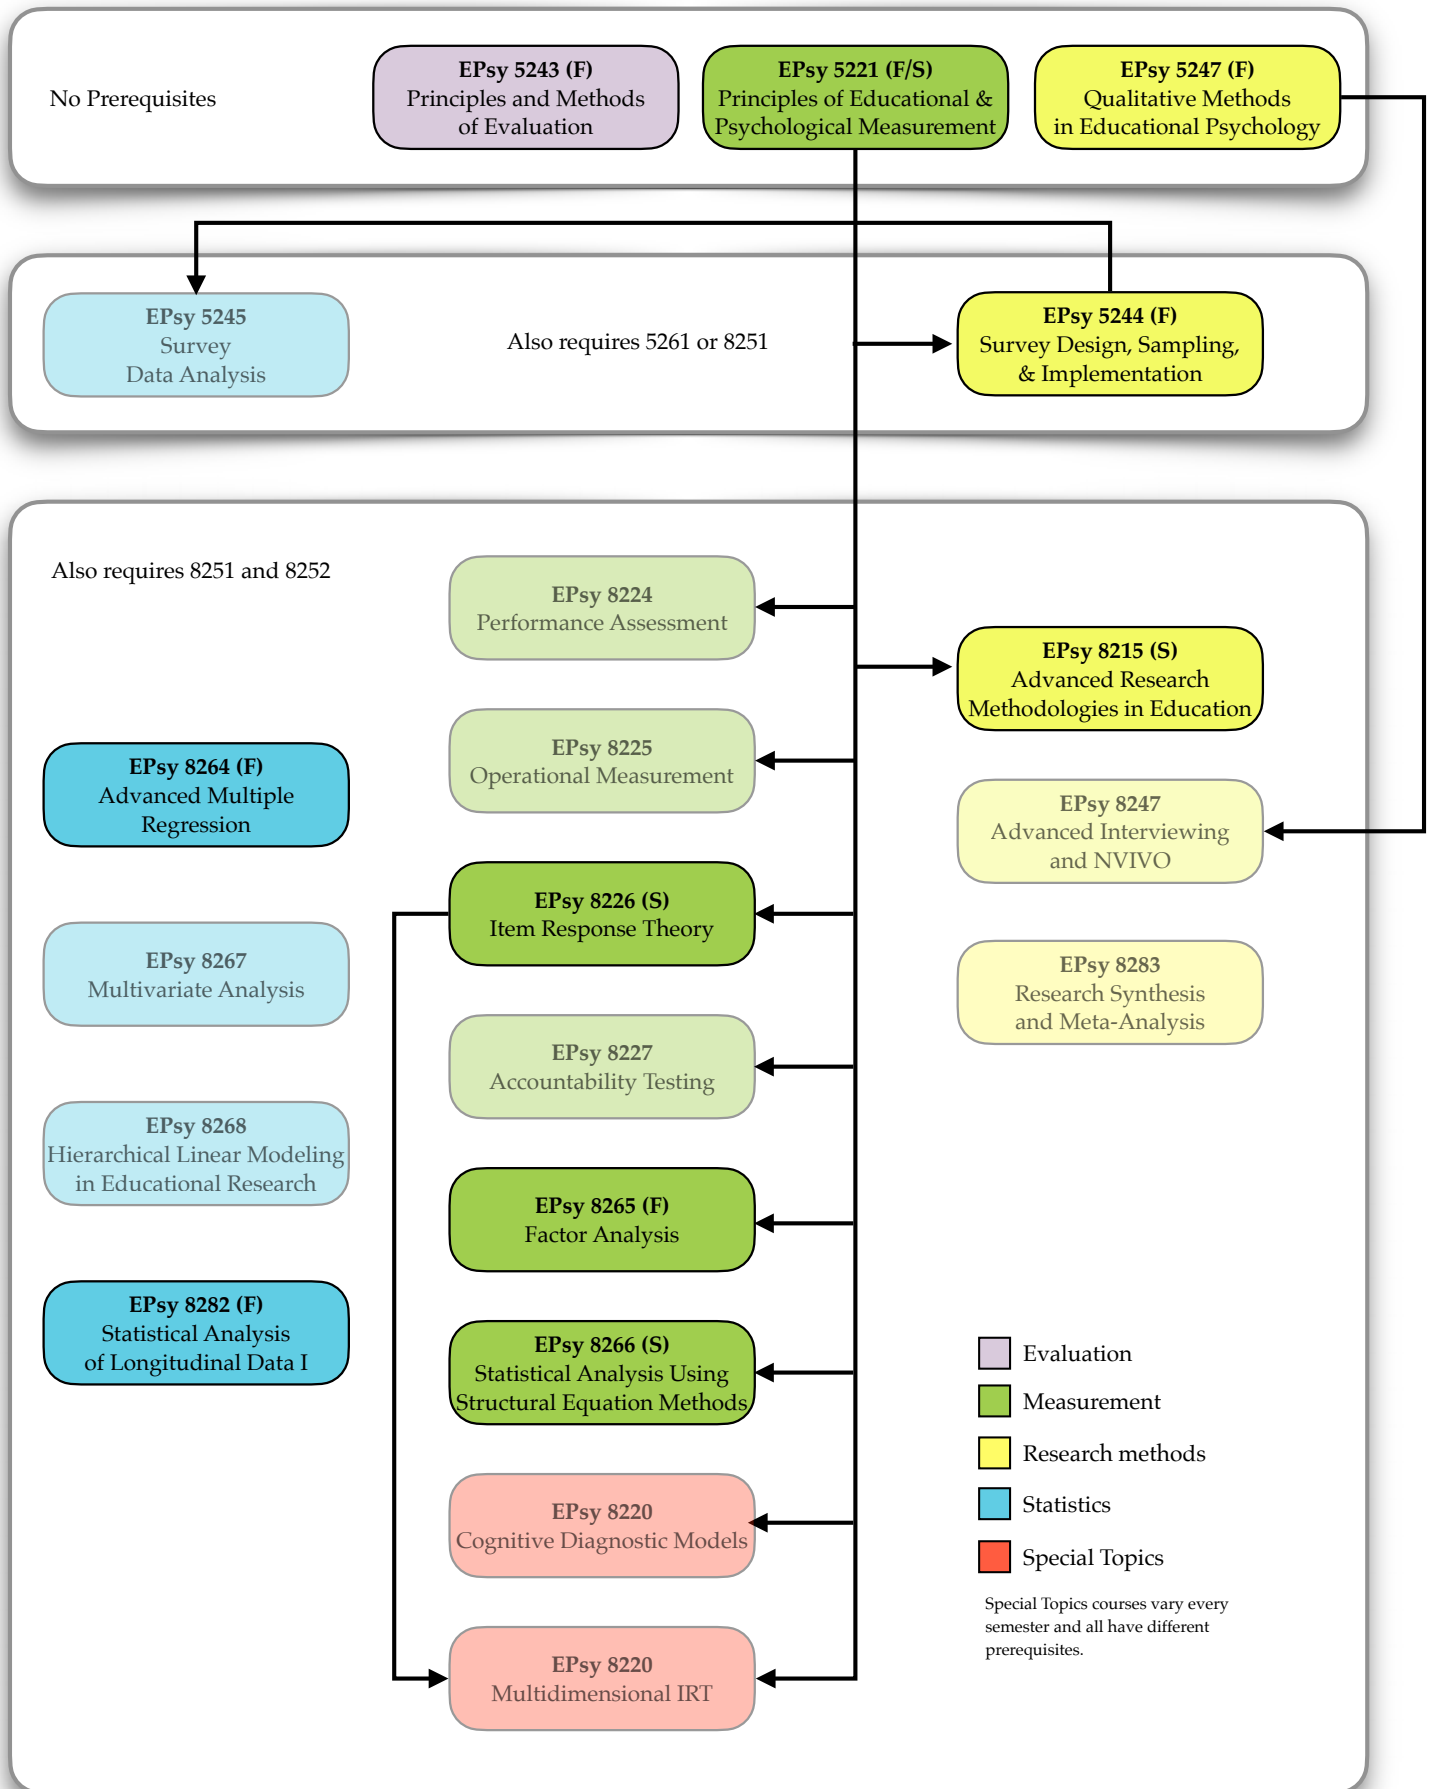 No Prerequisites
EPsy 5243 (F)
Principles and Methods
of Evaluation
EPsy 5221 (F/S)
Principles of Educational &
Psychological Measurement
EPsy 5247 (F)
Qualitative Methods
in Educational Psychology
EPsy 5245
Survey
Data Analysis
Also requires 5261 or 8251
EPsy 5244 (F)
Survey Design, Sampling,
& Implementation
Also requires 8251 and 8252
EPsy 8264 (F)
Advanced Multiple
Regression
EPsy 8267
Multivariate Analysis
EPsy 8268
Hierarchical Linear Modeling
in Educational Research
EPsy 8282 (F)
Statistical Analysis
of Longitudinal Data I
EPsy 8224
Performance Assessment
EPsy 8225
Operational Measurement
EPsy 8226 (S)
Item Response Theory
EPsy 8227
Accountability Testing
EPsy 8265 (F)
Factor Analysis
EPsy 8266 (S)
Statistical Analysis Using
Structural Equation Methods
EPsy 8220
Cognitive Diagnostic Models
EPsy 8220
Multidimensional IRT
EPsy 8215 (S)
Advanced Research
Methodologies in Education
EPsy 8247
Advanced Interviewing
and NVIVO
EPsy 8283
Research Synthesis
and Meta-Analysis
Evaluation
Measurement
Research methods
Statistics
Special Topics
Special Topics courses vary every
semester and all have different
prerequisites.